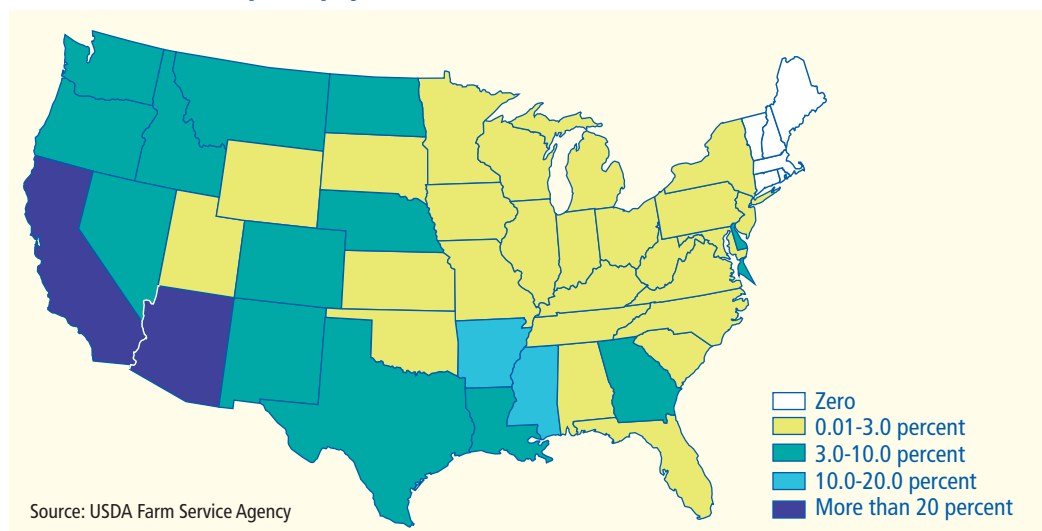 Zero
0.01-3.0 percent
3.0-10.0 percent
10.0-20.0 percent
More than 20 percent
Source: USDA Farm Service Agency